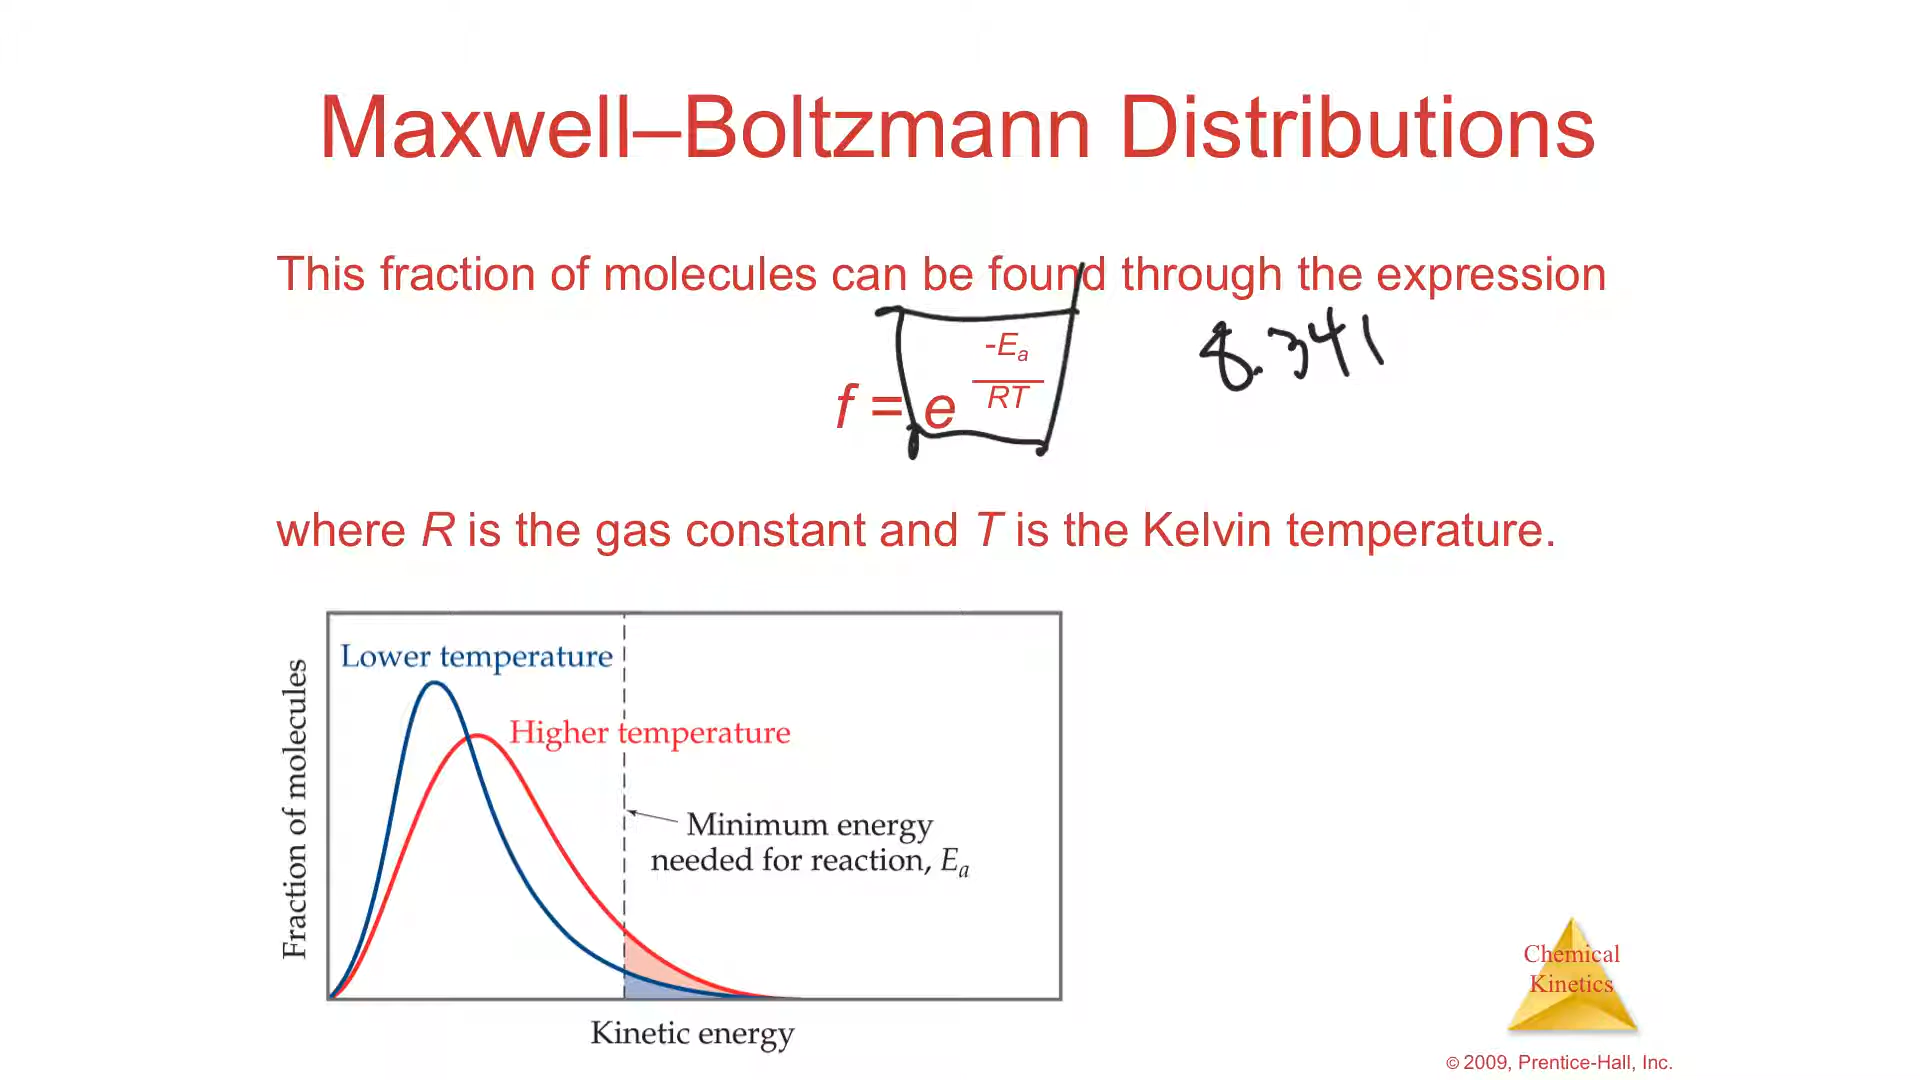 Maxwell–Boltzmann Distributions
This fraction of molecules can be found through the expression
8.341
f = e -Ea/RT
where R is the gas constant and T is the Kelvin temperature.
Lower temperature
Higher temperature
Minimum energy
needed for reaction, Ea
Fraction of molecules
Kinetic energy
Chemical
Kinetics
© 2009, Prentice-Hall, Inc.